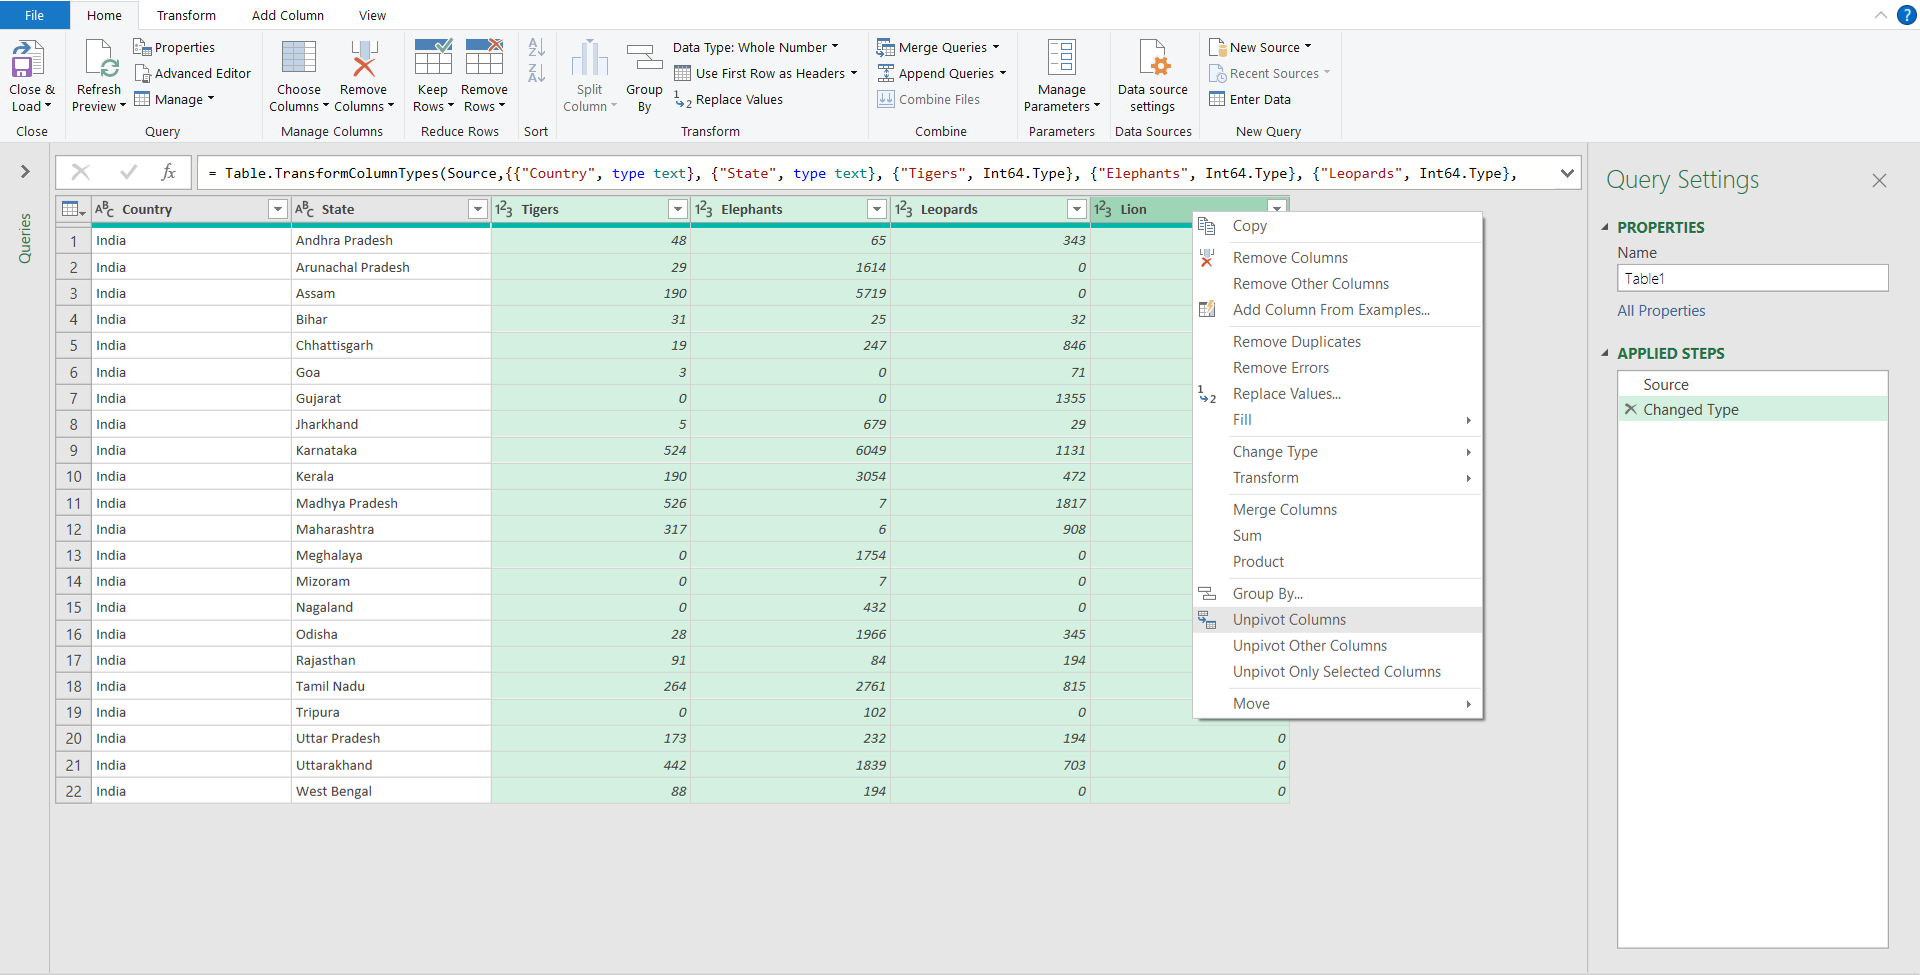 File Home Transform Add Column View
Close & Load Refresh Preview Properties Advanced Editor Manage Choose Columns Remove Columns Keep Rows Remove Rows Split Column Group By Data Type: Whole Number Use First Row as Headers Replace Values Merge Queries Append Queries Combine Files Manage Parameters Data source settings New Source Recent Sources Enter Data
Close Query Manage Columns Reduce Rows Sort Transform Combine Parameters Data Sources New Query
fx = Table.TransformColumnTypes(Source,{{"Country", type text}, {"State", type text}, {"Tigers", Int64.Type}, {"Elephants", Int64.Type}, {"Leopards", Int64.Type},
Queries
ABC Country ABC State 123 Tigers 123 Elephants 123 Leopards 123 Lion
1 India Andhra Pradesh 48 65 343
2 India Arunachal Pradesh 29 1614 0
3 India Assam 190 5719 0
4 India Bihar 31 25 32
5 India Chhattisgarh 19 247 846
6 India Goa 3 0 71
7 India Gujarat 0 0 1355
8 India Jharkhand 5 679 29
9 India Karnataka 524 6049 1131
10 India Kerala 190 3054 472
11 India Madhya Pradesh 526 7 1817
12 India Maharashtra 317 6 908
13 India Meghalaya 0 1754 0
14 India Mizoram 0 7 0
15 India Nagaland 0 432 0
16 India Odisha 28 1966 345
17 India Rajasthan 91 84 194
18 India Tamil Nadu 264 2761 815
19 India Tripura 0 102 0
20 India Uttar Pradesh 173 232 194 0
21 India Uttarakhand 442 1839 703 0
22 India West Bengal 88 194 0 0
Copy
Remove Columns
Remove Other Columns
Add Column From Examples...
Remove Duplicates
Remove Errors
Replace Values...
Fill
Change Type
Transform
Merge Columns
Sum
Product
Group By...
Unpivot Columns
Unpivot Other Columns
Unpivot Only Selected Columns
Move
Query Settings
PROPERTIES
Name
Table1
All Properties
APPLIED STEPS
Source
Changed Type